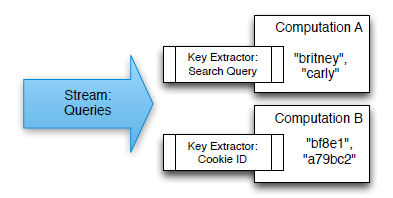 Stream:
Queries
Computation A
Key Extractor:
Search Query
"britney",
"carly"
Computation B
Key Extractor:
Cookie ID
"bf8e1",
"a79bc2"